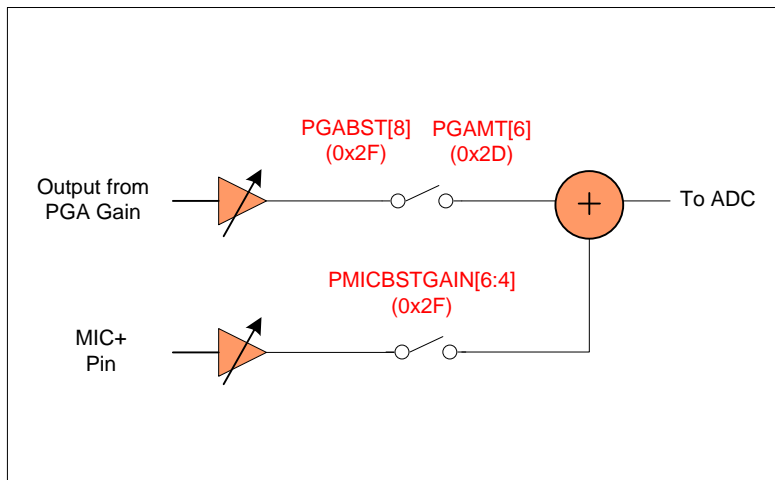 PGABST[8]
(0x2F)
PGAMT[6]
(0x2D)
Output from
PGA Gain
+
To ADC
PMICBSTGAIN[6:4]
(0x2F)
MIC+
Pin